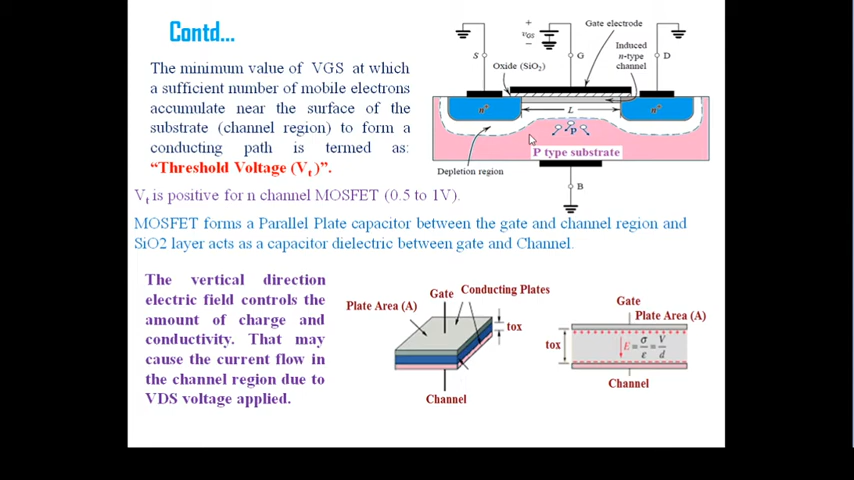 Contd...
The minimum value of VGS at which
a sufficient number of mobile electrons
accumulate near the surface of the
substrate (channel region) to form a
conducting path is termed as:
“Threshold Voltage (Vt)”.
+
vGS
−
Gate electrode
S
G
D
Oxide (SiO2)
Induced
n-type
channel
n+
L
n+
p
P type substrate
Depletion region
B
Vt is positive for n channel MOSFET (0.5 to 1V).
MOSFET forms a Parallel Plate capacitor between the gate and channel region and
SiO2 layer acts as a capacitor dielectric between gate and Channel.
The vertical direction
electric field controls the
amount of charge and
conductivity. That may
cause the current flow in
the channel region due to
VDS voltage applied.
Gate
Conducting Plates
Plate Area (A)
tox
Channel
Gate
Plate Area (A)
tox
E = σ/ε = V/d
Channel